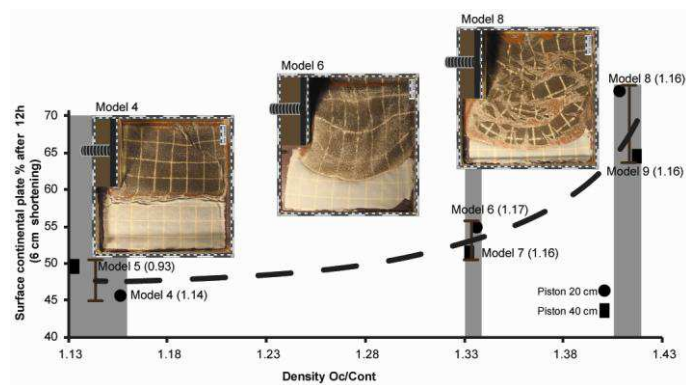 Model 8
Model 6
Model 4
Model 8 (1.16)
Model 9 (1.16)
Model 6 (1.17)
Model 7 (1.16)
Model 5 (0.93)
Model 4 (1.14)
Piston 20 cm
Piston 40 cm
Surface continental plate % after 12h
(6 cm shortening)
70
65
60
55
50
45
40
1.13
1.18
1.23
1.28
1.33
1.38
1.43
Density Oc/Cont